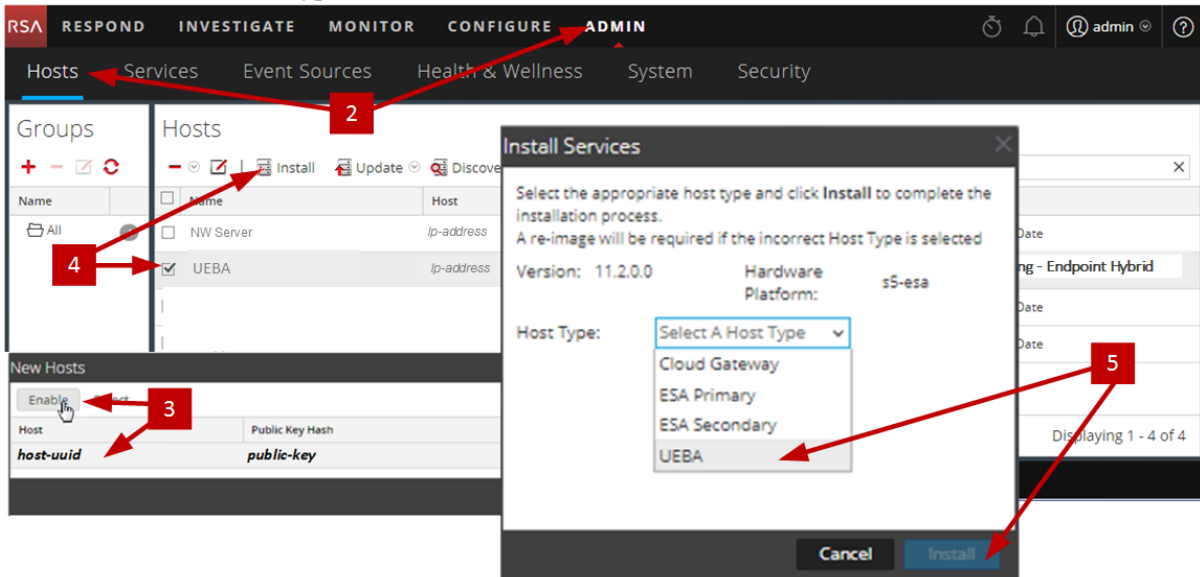 RSA RESPOND INVESTIGATE MONITOR CONFIGURE ADMIN admin ?
Hosts Services Event Sources Health & Wellness System Security
2
Groups
Hosts
Install Update Discove
Name
Name Host
All
NW Server ip-address
UEBA ip-address
4
Date
ng - Endpoint Hybrid
Date
Date
Displaying 1 - 4 of 4
New Hosts
Enable
3
Host Public Key Hash
host-uuid public-key
Install Services
Select the appropriate host type and click Install to complete the
installation process.
A re-image will be required if the incorrect Host Type is selected
Version: 11.2.0.0 Hardware
Platform: s5-esa
Host Type: Select A Host Type
Cloud Gateway
ESA Primary
ESA Secondary
UEBA
5
Cancel Install